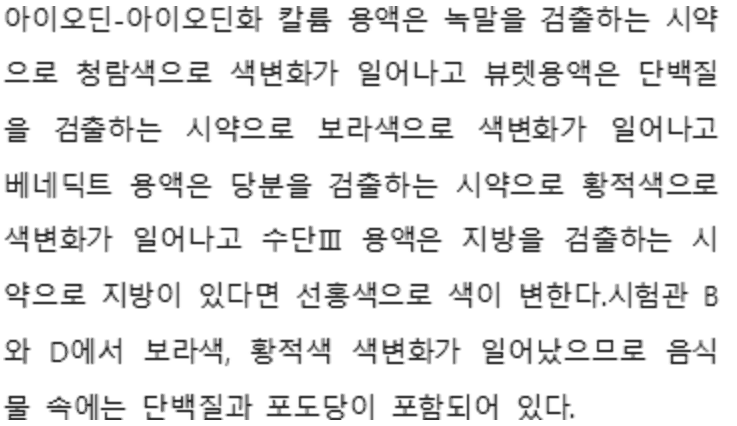 아이오딘-아이오딘화 칼륨 용액은 녹말을 검출하는 시약
으로 청람색으로 색변화가 일어나고 뷰렛용액은 단백질
을 검출하는 시약으로 보라색으로 색변화가 일어나고
베네딕트 용액은 당분을 검출하는 시약으로 황적색으로
색변화가 일어나고 수단Ⅲ 용액은 지방을 검출하는 시
약으로 지방이 있다면 선홍색으로 색이 변한다.시험관 B
와 D에서 보라색, 황적색 색변화가 일어났으므로 음식
물 속에는 단백질과 포도당이 포함되어 있다.